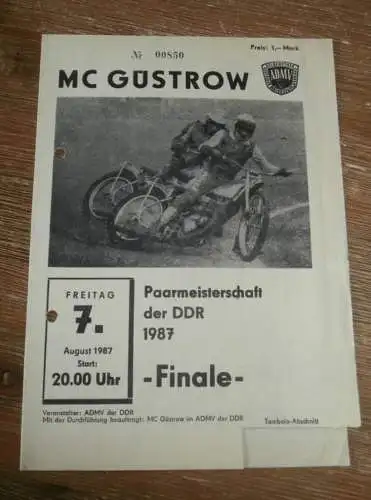 № 00850
Preis: 1,- Mark
MC GÜSTROW
ADMV
FREITAG
7.
August 1987
Start:
20.00 Uhr
Paarmeisterschaft
der DDR
1987
-Finale-
Veranstalter: ADMV der DDR
Mit der Durchführung beauftragt: MC Güstrow im ADMV der DDR
Tombola-Abschnitt